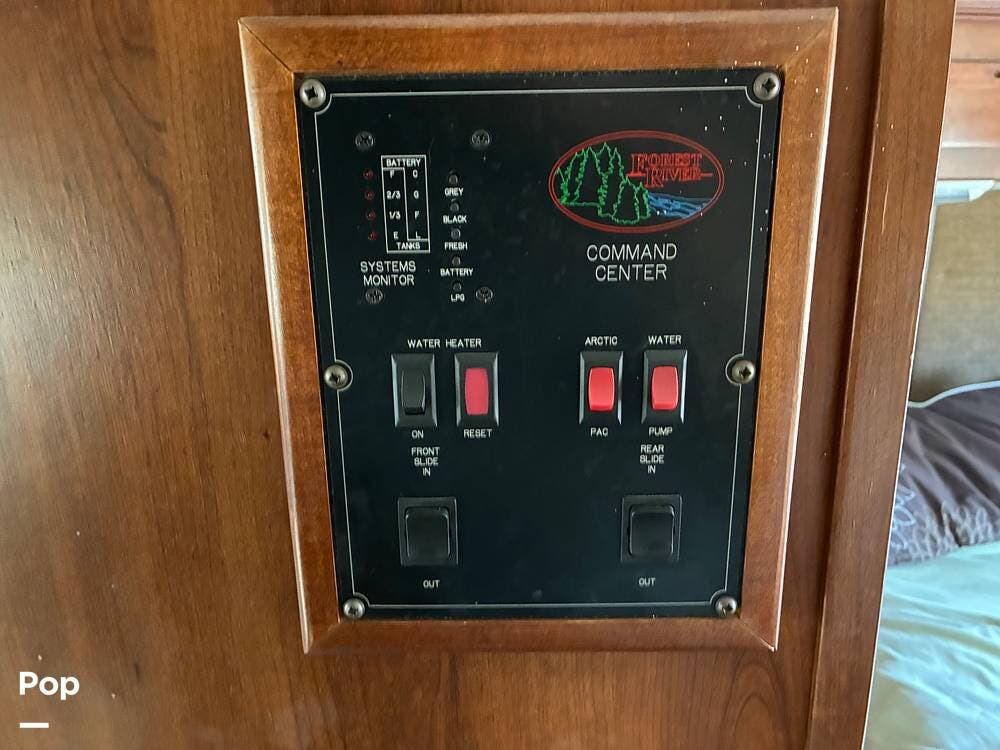 BATTERY
F C
2/3 G
1/3 F
E L
TANKS
SYSTEMS
MONITOR
GREY
BLACK
FRESH
BATTERY
LPG
FOREST
RIVER
COMMAND
CENTER
WATER HEATER
ON
RESET
ARCTIC
PAC
WATER
PUMP
FRONT
SLIDE
IN
OUT
REAR
SLIDE
IN
OUT
Pop